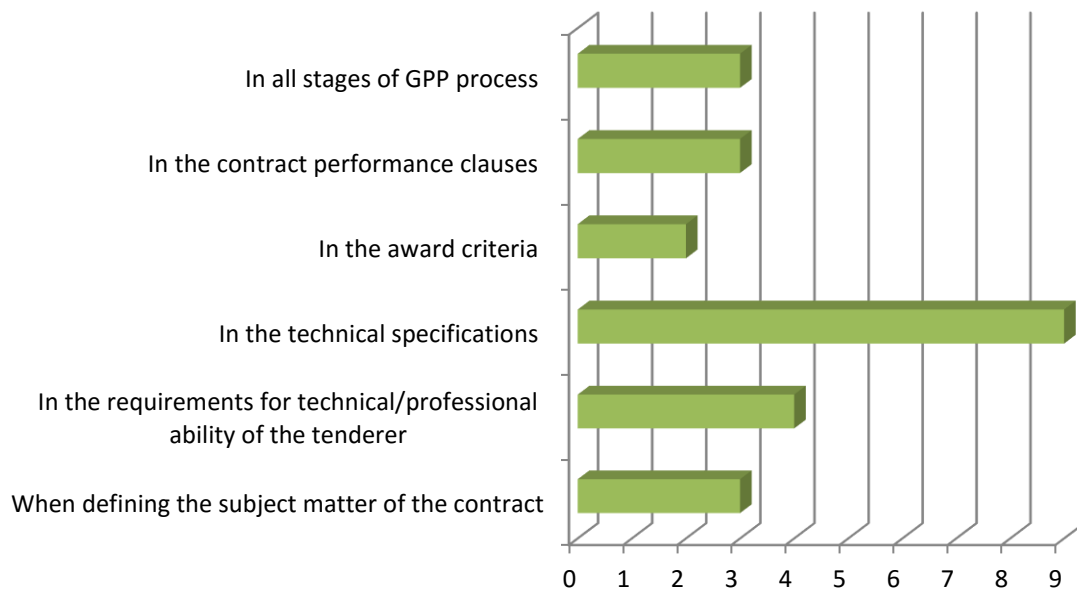 In all stages of GPP process
In the contract performance clauses
In the award criteria
In the technical specifications
In the requirements for technical/professional
ability of the tenderer
When defining the subject matter of the contract
0 1 2 3 4 5 6 7 8 9